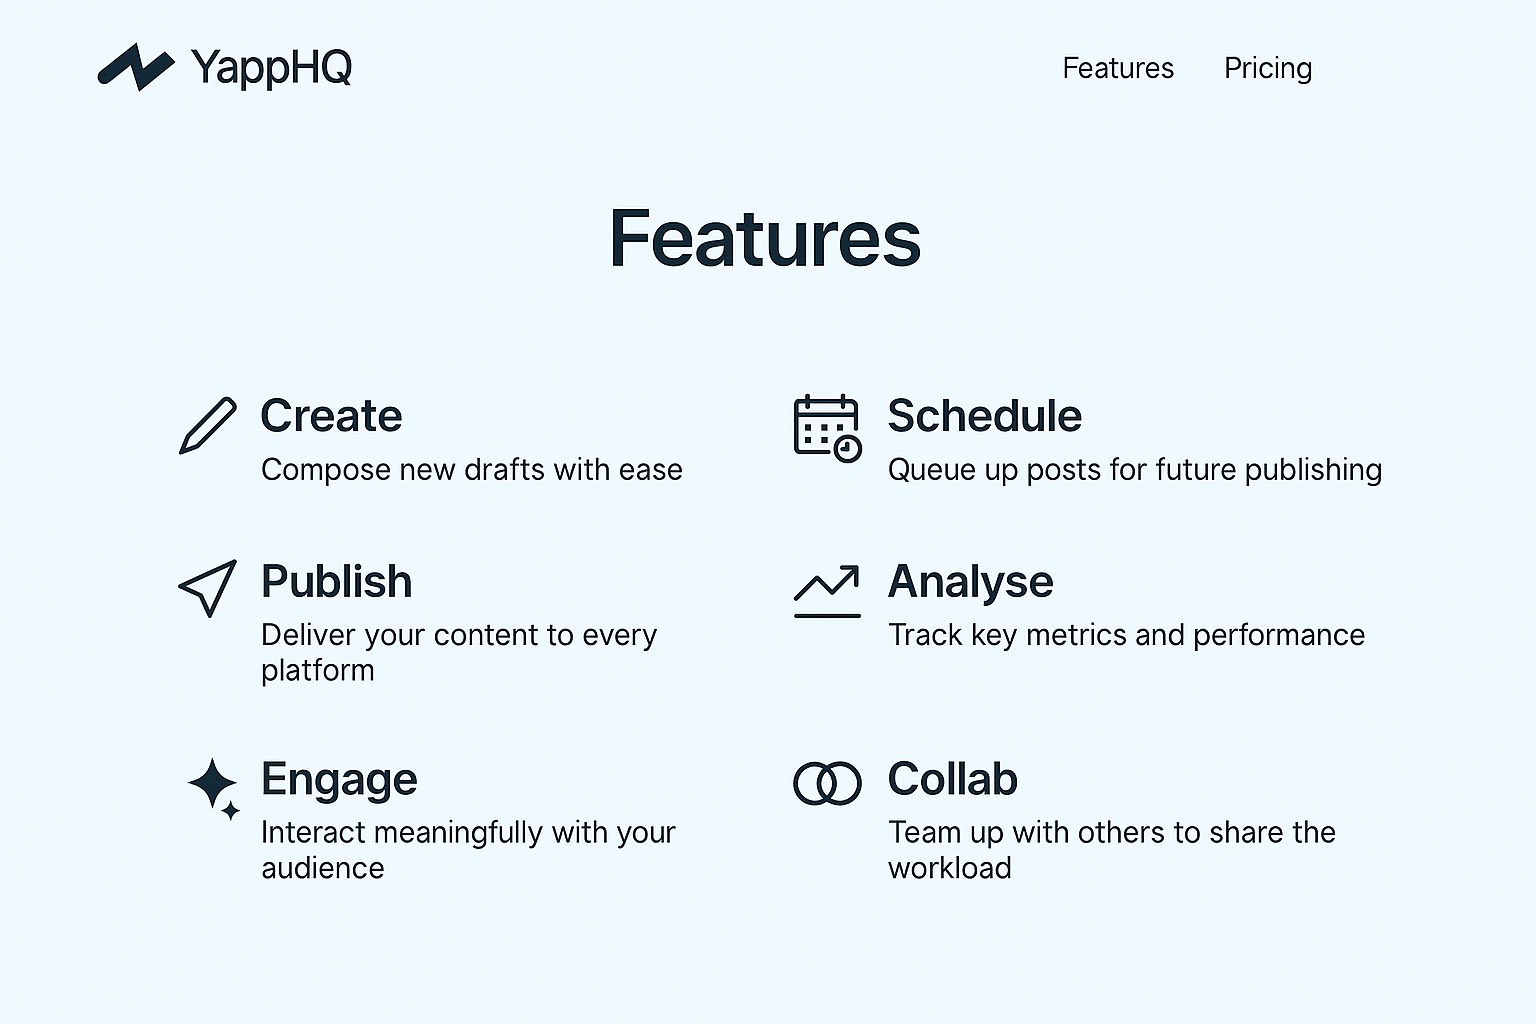 YappHQ
Features
Pricing
Features
Create
Compose new drafts with ease
Schedule
Queue up posts for future publishing
Publish
Deliver your content to every
platform
Analyse
Track key metrics and performance
Engage
Interact meaningfully with your
audience
Collab
Team up with others to share the
workload